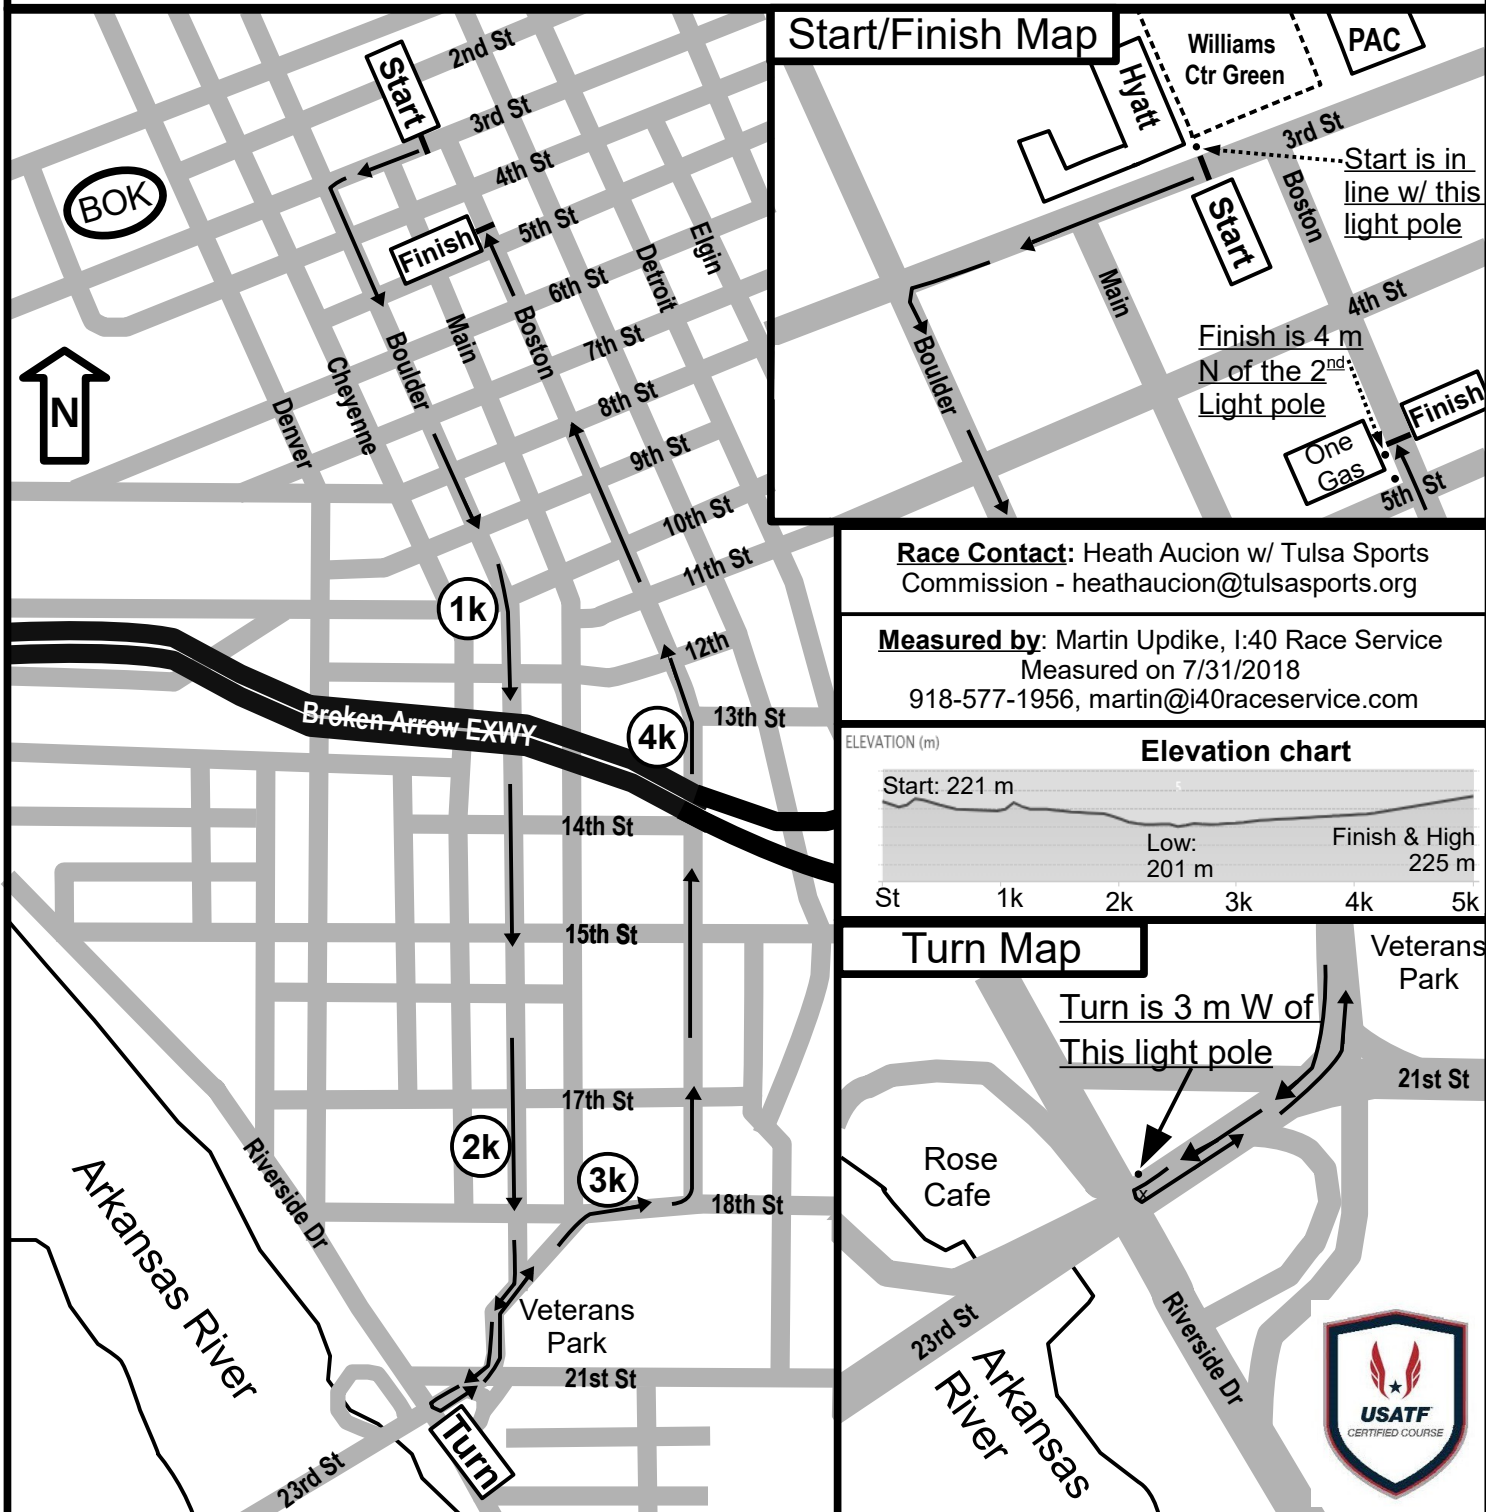 2nd St
Start
3rd St
4th St
BOK
5th St
Finish
Elgin
Detroit
6th St
Boston
Main
Boulder
7th St
Cheyenne
8th St
Denver
N
9th St
10th St
11th St
1k
12th
Broken Arrow EXWY
4k
13th St
14th St
15th St
17th St
2k
3k
18th St
Riverside Dr
Arkansas River
Veterans
Park
21st St
Turn
23rd St
Start/Finish Map
Williams
Ctr Green
PAC
Hyatt
3rd St
Start is in
line w/ this
light pole
Boston
Start
Main
4th St
Boulder
Finish is 4 m
N of the 2nd
Light pole
Finish
One
Gas
5th St
Race Contact: Heath Aucion w/ Tulsa Sports
Commission - heathaucion@tulsasports.org
Measured by: Martin Updike, I:40 Race Service
Measured on 7/31/2018
918-577-1956, martin@i40raceservice.com
ELEVATION (m)
Elevation chart
Start: 221 m
5
Low:
201 m
Finish & High
225 m
St 1k 2k 3k 4k 5k
Turn Map
Veterans
Park
Turn is 3 m W of
This light pole
21st St
Rose
Cafe
x
23rd St
Riverside Dr
Arkansas
River
USATF
CERTIFIED COURSE